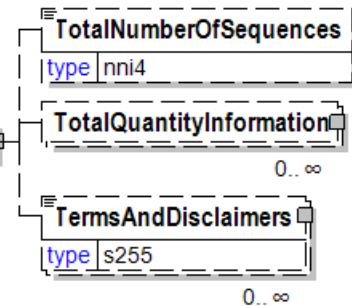 TotalNumberOfSequences
type nni4
TotalQuantityInformation
0.. ∞
TermsAndDisclaimers
type s255
0.. ∞